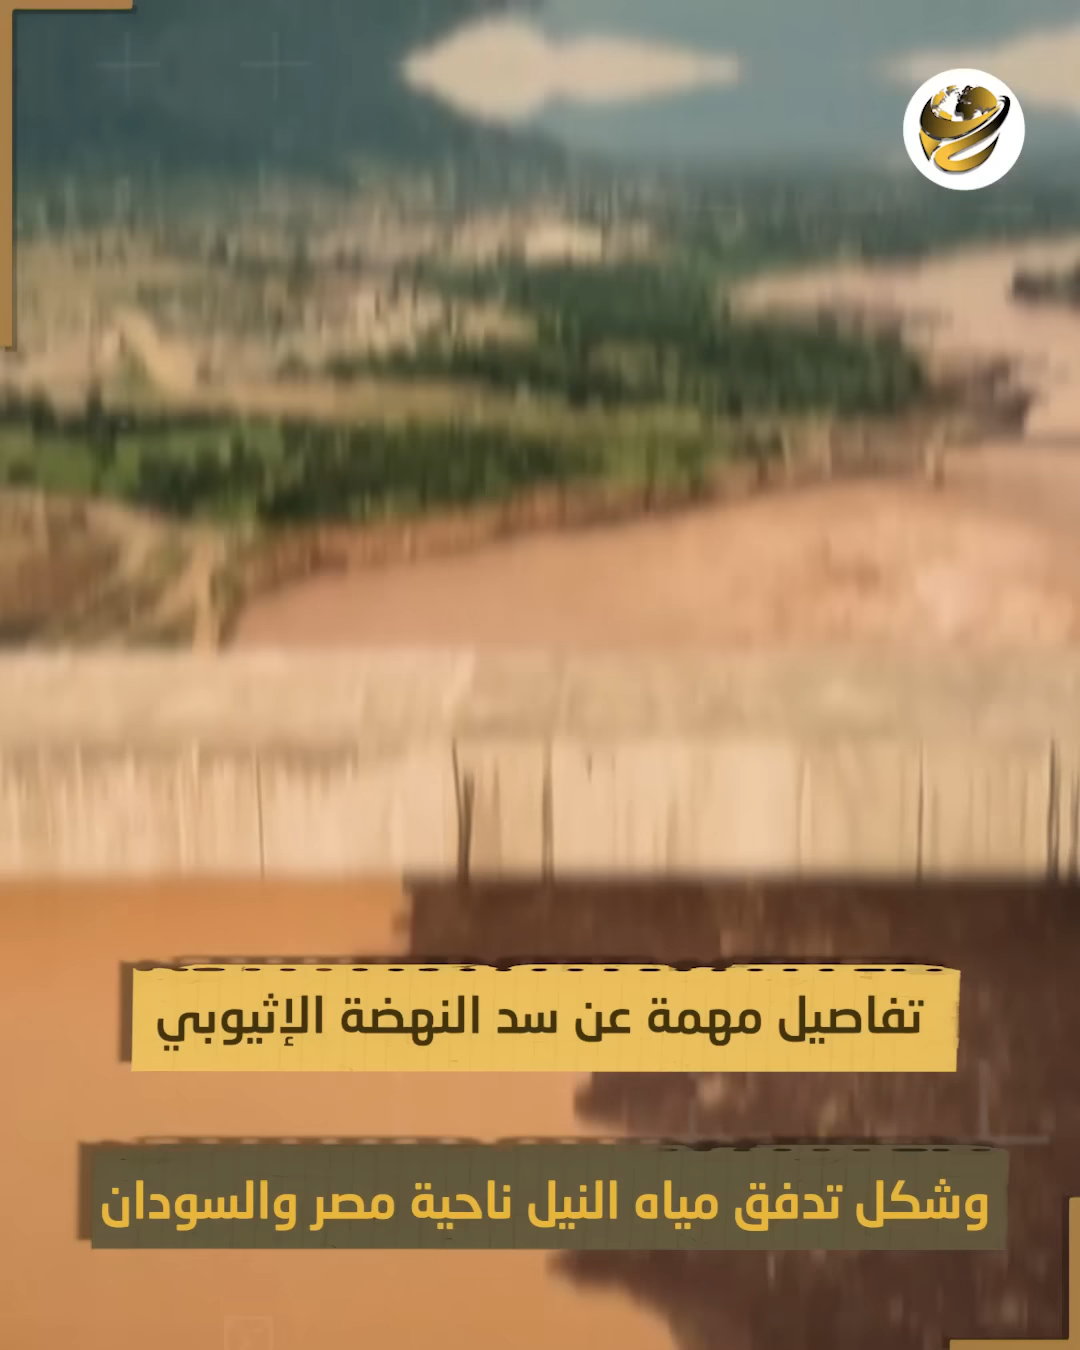 تفاصيل مهمة عن سد النهضة الإثيوبي
وشكل تدفق مياه النيل ناحية مصر والسودان